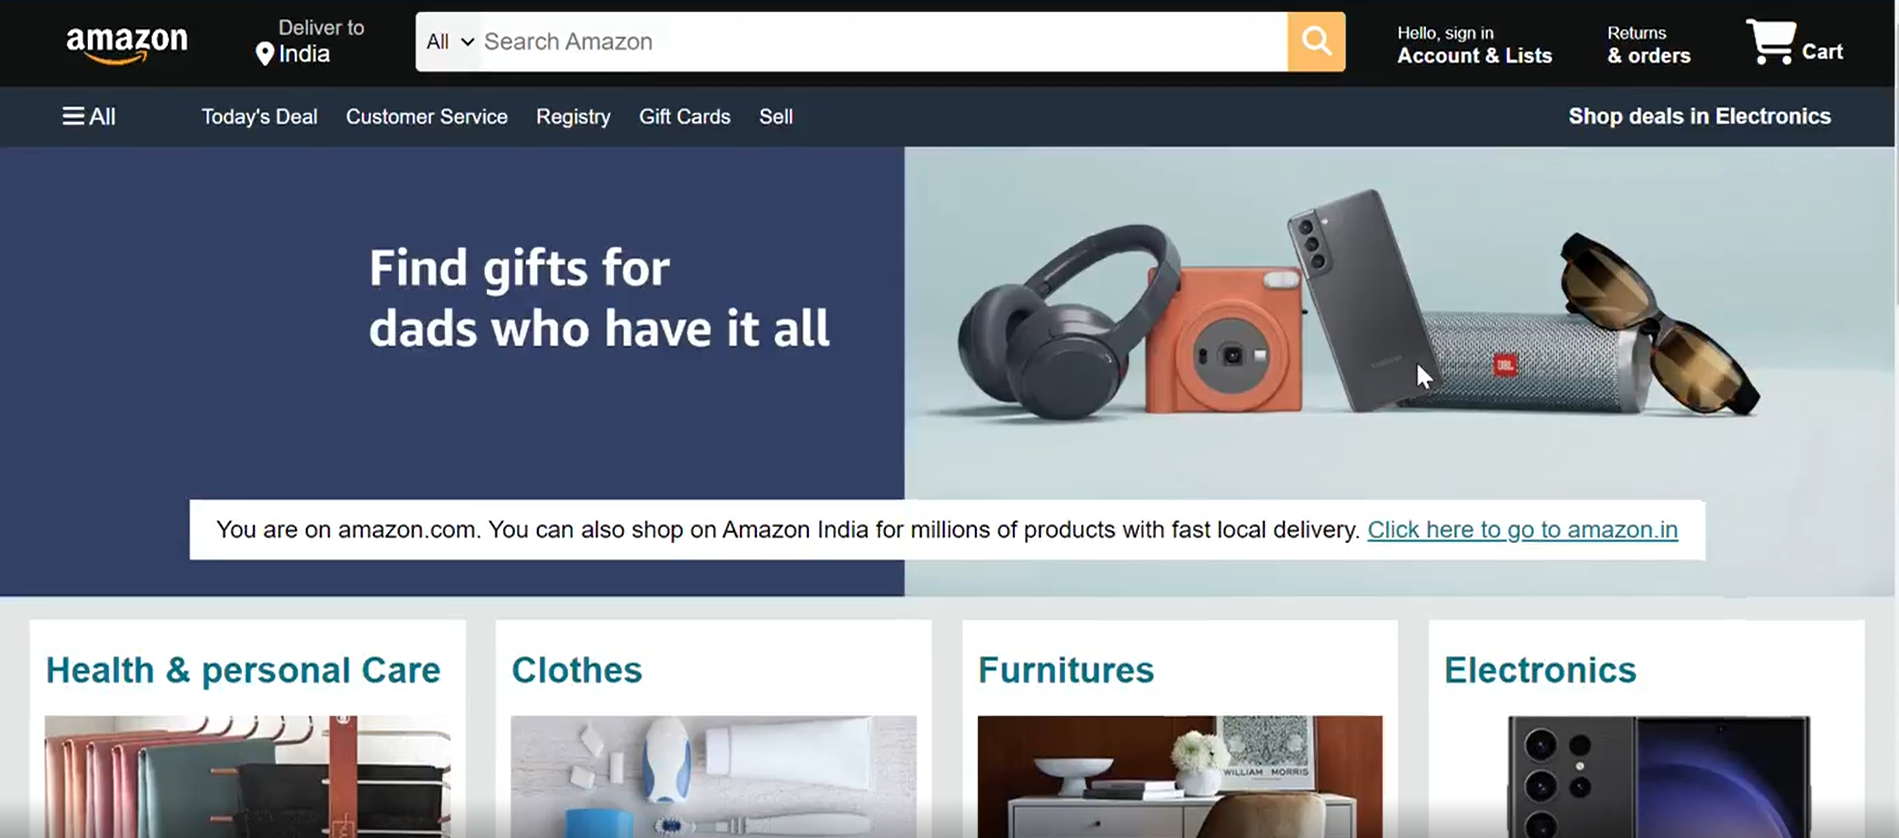 amazon
Deliver to
India
All
Search Amazon
Hello, sign in
Account & Lists
Returns
& orders
Cart
All
Today's Deal
Customer Service
Registry
Gift Cards
Sell
Shop deals in Electronics
Find gifts for
dads who have it all
SAMSUNG
JBL
You are on amazon.com. You can also shop on Amazon India for millions of products with fast local delivery. Click here to go to amazon.in
Health & personal Care
Clothes
Furnitures
Electronics
WILLIAM MORRIS